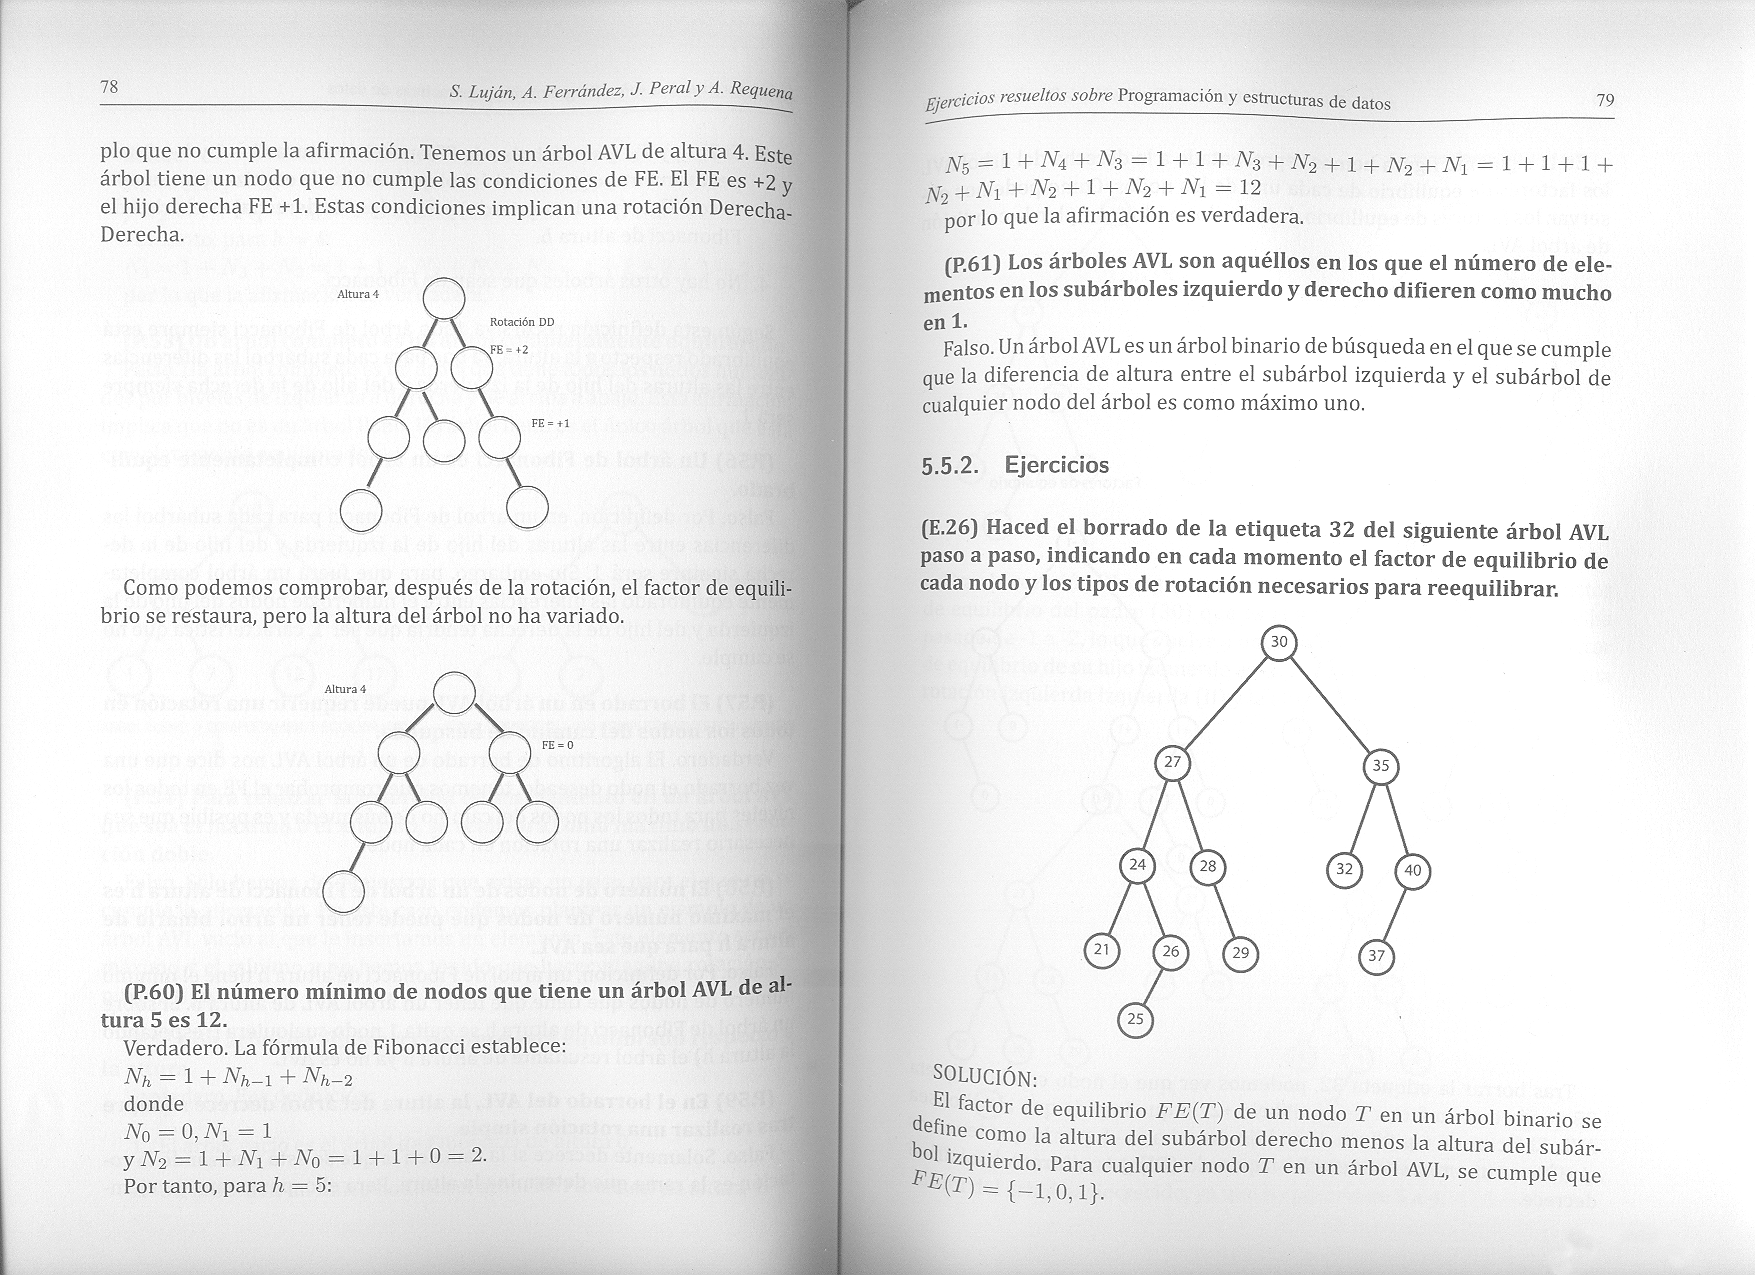 78
S. Luján, A. Ferrández, J. Peral y A. Requena
plo que no cumple la afirmación. Tenemos un árbol AVL de altura 4. Este
árbol tiene un nodo que no cumple las condiciones de FE. El FE es +2 y
el hijo derecha FE +1. Estas condiciones implican una rotación Derecha-
Derecha.
Altura 4
Rotación DD
FE = +2
FE = +1
Como podemos comprobar, después de la rotación, el factor de equili-
brio se restaura, pero la altura del árbol no ha variado.
Altura 4
FE = 0
(P.60) El número mínimo de nodos que tiene un árbol AVL de al-
tura 5 es 12.
Verdadero. La fórmula de Fibonacci establece:
N_h = 1 + N_{h−1} + N_{h−2}
donde
N_0 = 0, N_1 = 1
y N_2 = 1 + N_1 + N_0 = 1 + 1 + 0 = 2.
Por tanto, para h = 5:
Ejercicios resueltos sobre Programación y estructuras de datos
79
N_5 = 1 + N_4 + N_3 = 1 + 1 + N_3 + N_2 + 1 + N_2 + N_1 = 1 + 1 + 1 +
N_2 + N_1 + N_2 + 1 + N_2 + N_1 = 12
por lo que la afirmación es verdadera.
(P.61) Los árboles AVL son aquéllos en los que el número de ele-
mentos en los subárboles izquierdo y derecho difieren como mucho
en 1.
Falso. Un árbol AVL es un árbol binario de búsqueda en el que se cumple
que la diferencia de altura entre el subárbol izquierda y el subárbol de
cualquier nodo del árbol es como máximo uno.
5.5.2. Ejercicios
(E.26) Haced el borrado de la etiqueta 32 del siguiente árbol AVL
paso a paso, indicando en cada momento el factor de equilibrio de
cada nodo y los tipos de rotación necesarios para reequilibrar.
30
27
35
24
28
32
40
21
26
29
37
25
SOLUCIÓN:
El factor de equilibrio FE(T) de un nodo T en un árbol binario se
define como la altura del subárbol derecho menos la altura del subár-
bol izquierdo. Para cualquier nodo T en un árbol AVL, se cumple que
FE(T) = {−1, 0, 1}.